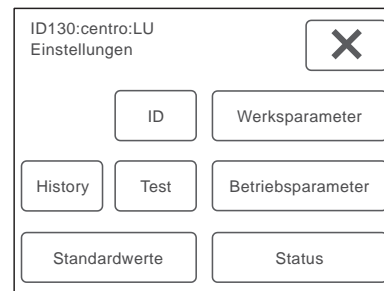 ID130:centro:LU
Einstellungen
ID
Werksparameter
History
Test
Betriebsparameter
Standardwerte
Status